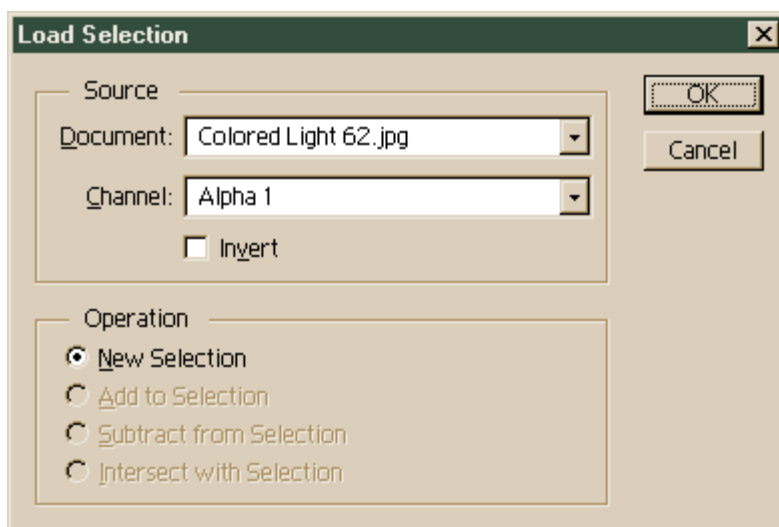 Load Selection
Source
Document: Colored Light 62.jpg
Channel: Alpha 1
Invert
OK
Cancel
Operation
New Selection
Add to Selection
Subtract from Selection
Intersect with Selection